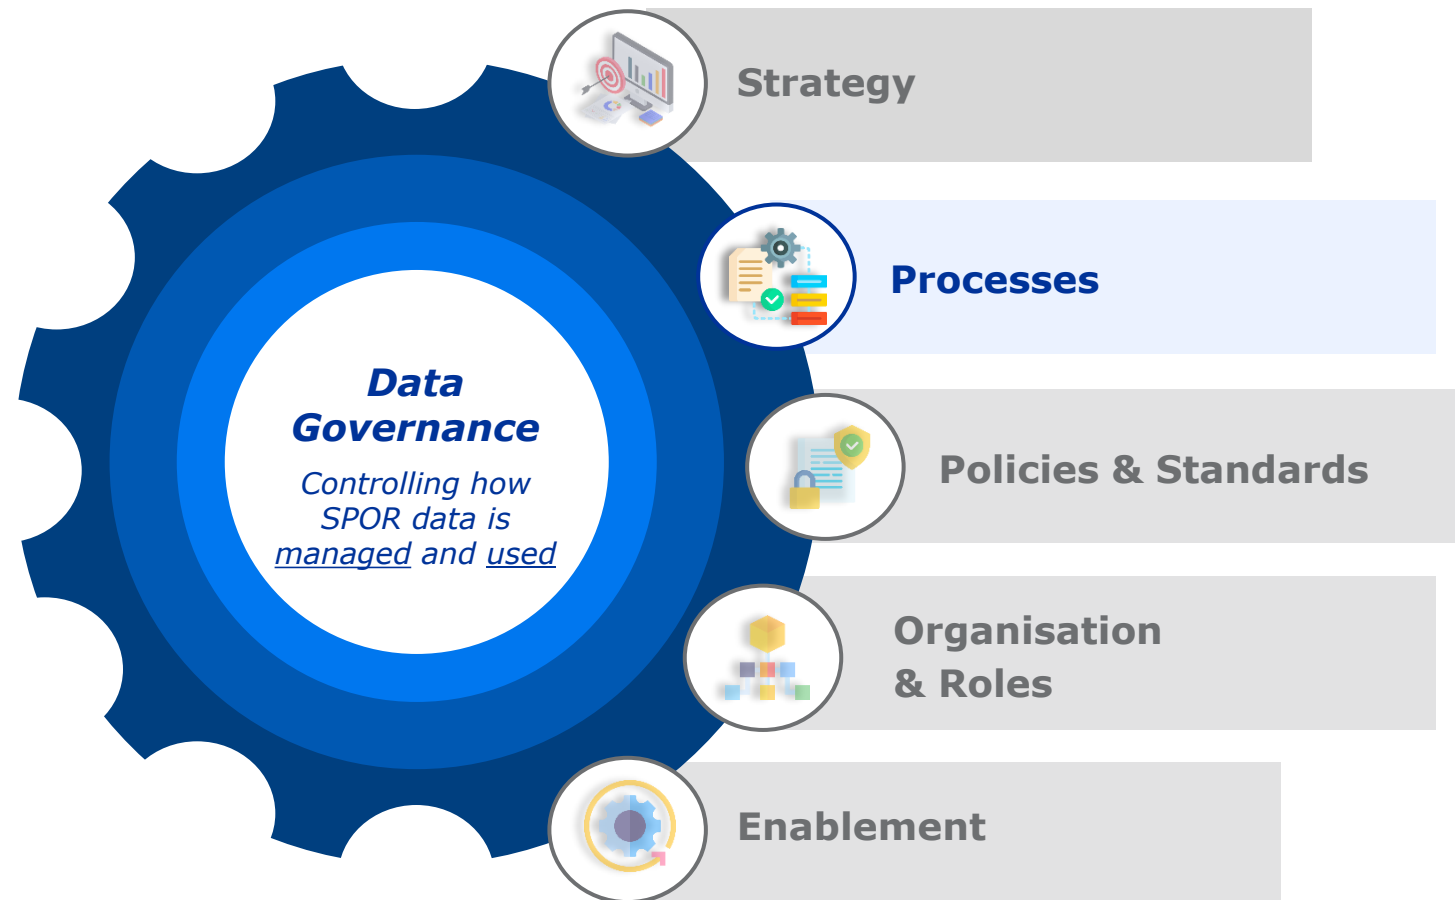 Strategy
Processes
Data
Governance
Controlling how
SPOR data is
managed and used
Policies & Standards
Organisation
& Roles
Enablement